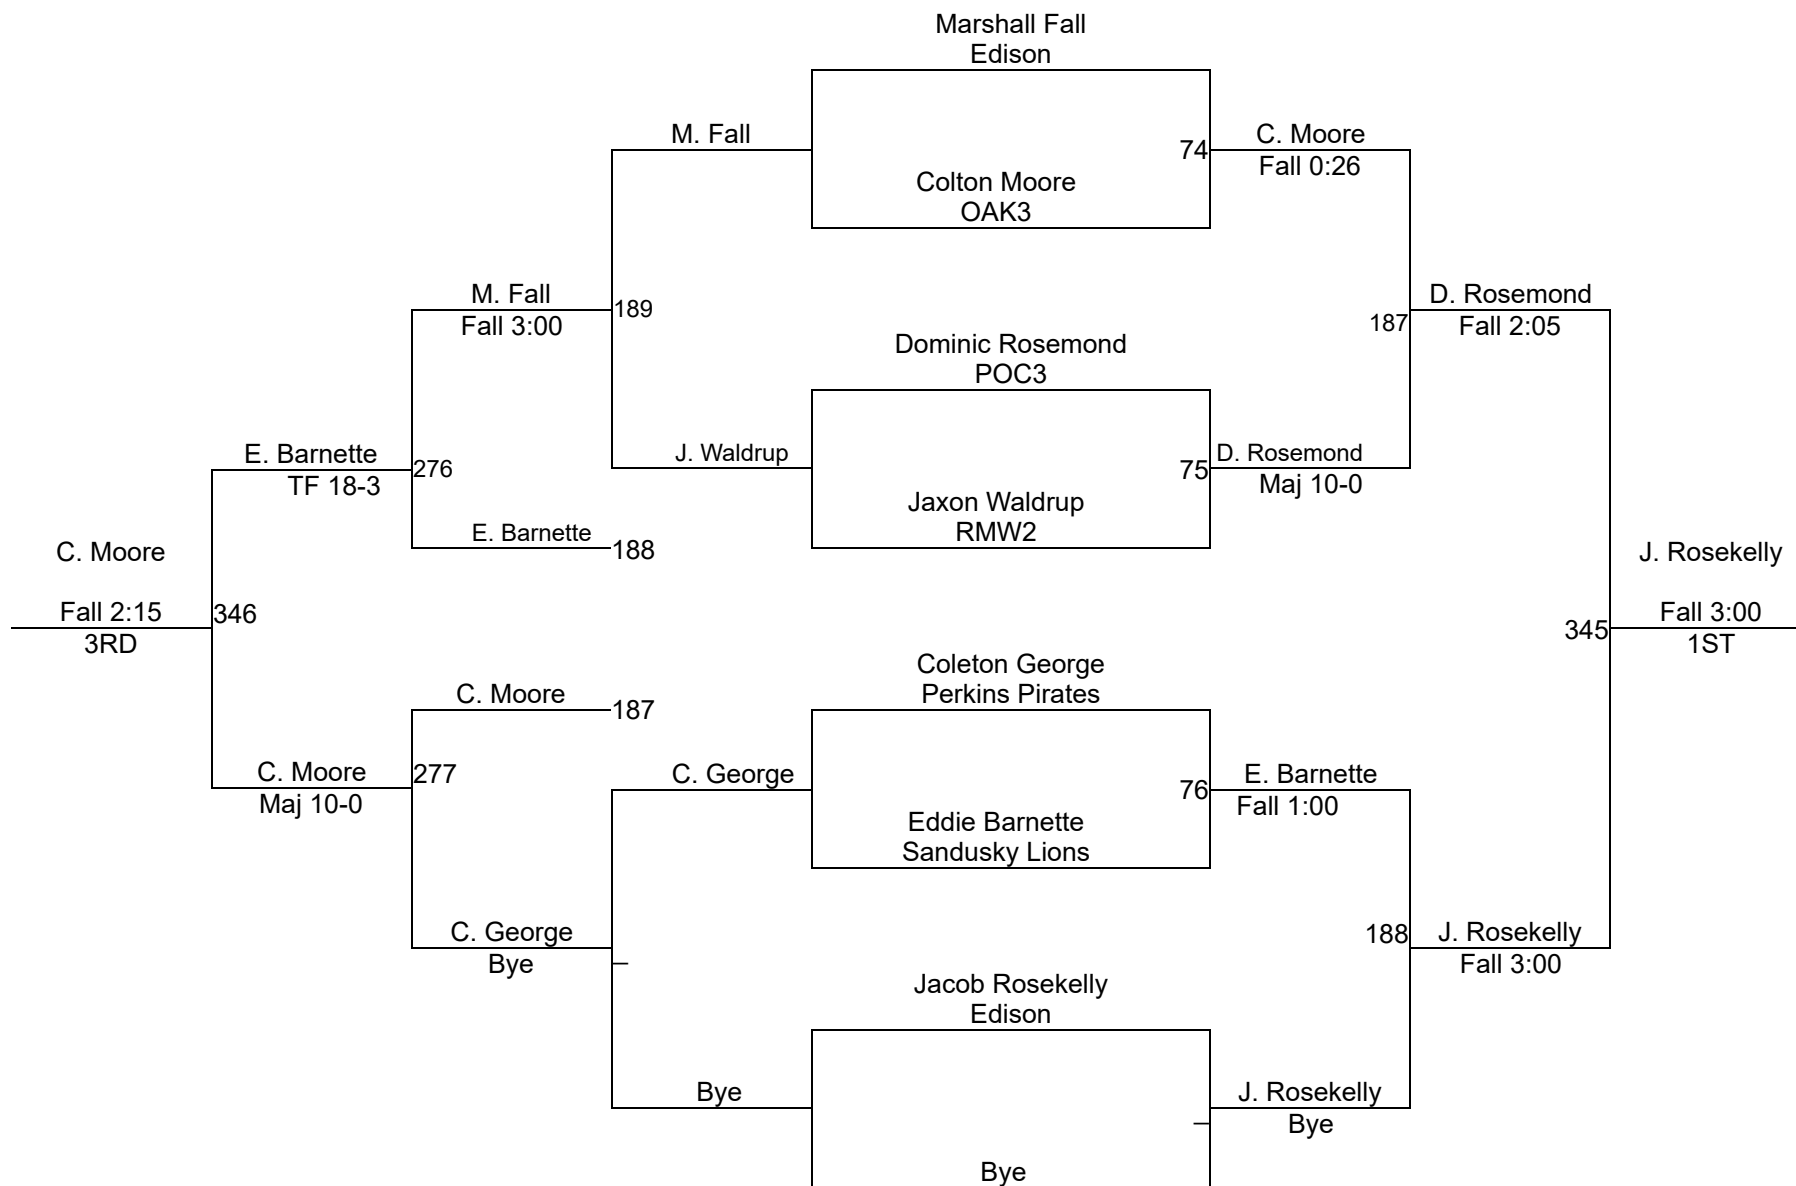 Marshall Fall
Edison
M. Fall
74
C. Moore
Fall 0:26
Colton Moore
OAK3
M. Fall
Fall 3:00
189
187
D. Rosemond
Fall 2:05
Dominic Rosemond
POC3
E. Barnette
TF 18-3
276
J. Waldrup
75
D. Rosemond
Maj 10-0
Jaxon Waldrup
RMW2
E. Barnette
188
C. Moore
Fall 2:15
3RD
346
J. Rosekelly
Fall 3:00
1ST
345
Coleton George
Perkins Pirates
C. Moore
187
C. Moore
Maj 10-0
277
C. George
76
E. Barnette
Fall 1:00
Eddie Barnette
Sandusky Lions
C. George
Bye
188
J. Rosekelly
Fall 3:00
Jacob Rosekelly
Edison
Bye
J. Rosekelly
Bye
Bye